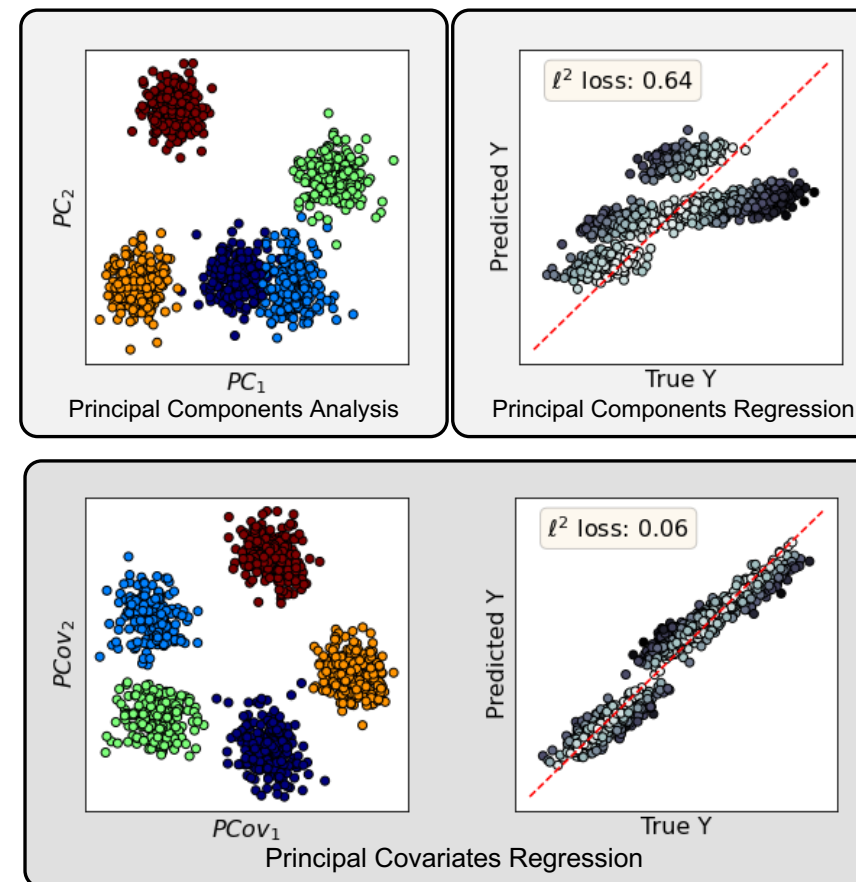 PC₂
PC₁
Principal Components Analysis
ℓ² loss: 0.64
Predicted Y
True Y
Principal Components Regression
PCov₂
PCov₁
ℓ² loss: 0.06
Predicted Y
True Y
Principal Covariates Regression